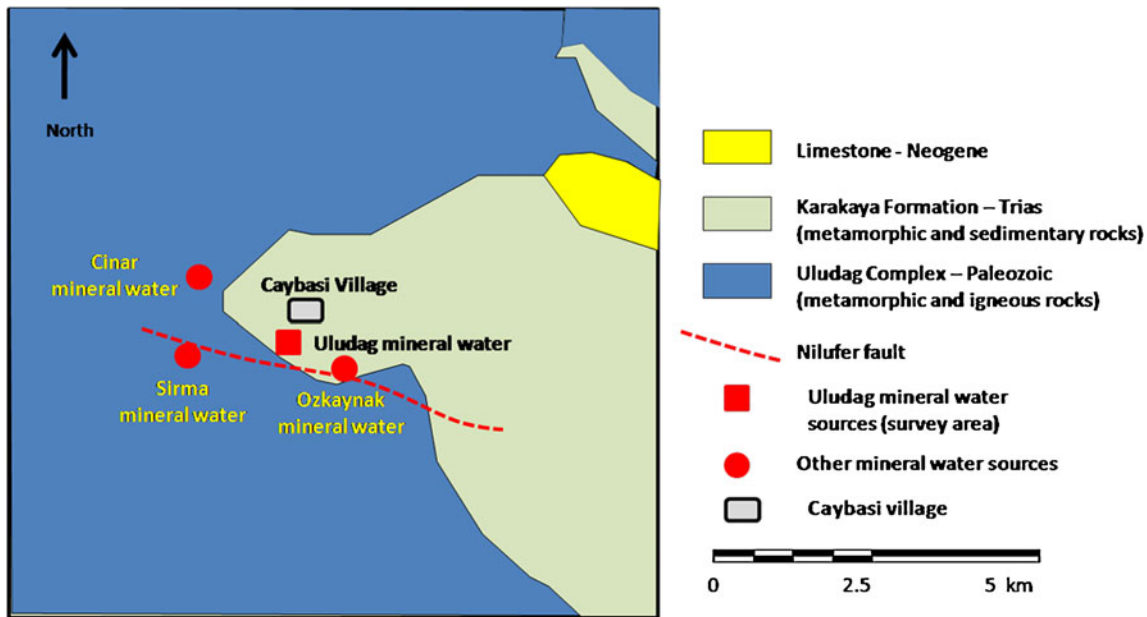 North
Cinar
mineral water
Caybasi Village
Uludag mineral water
Sirma
mineral water
Ozkaynak
mineral water
Limestone - Neogene
Karakaya Formation – Trias
(metamorphic and sedimentary rocks)
Uludag Complex – Paleozoic
(metamorphic and igneous rocks)
Nilufer fault
Uludag mineral water
sources (survey area)
Other mineral water sources
Caybasi village
0 2.5 5 km